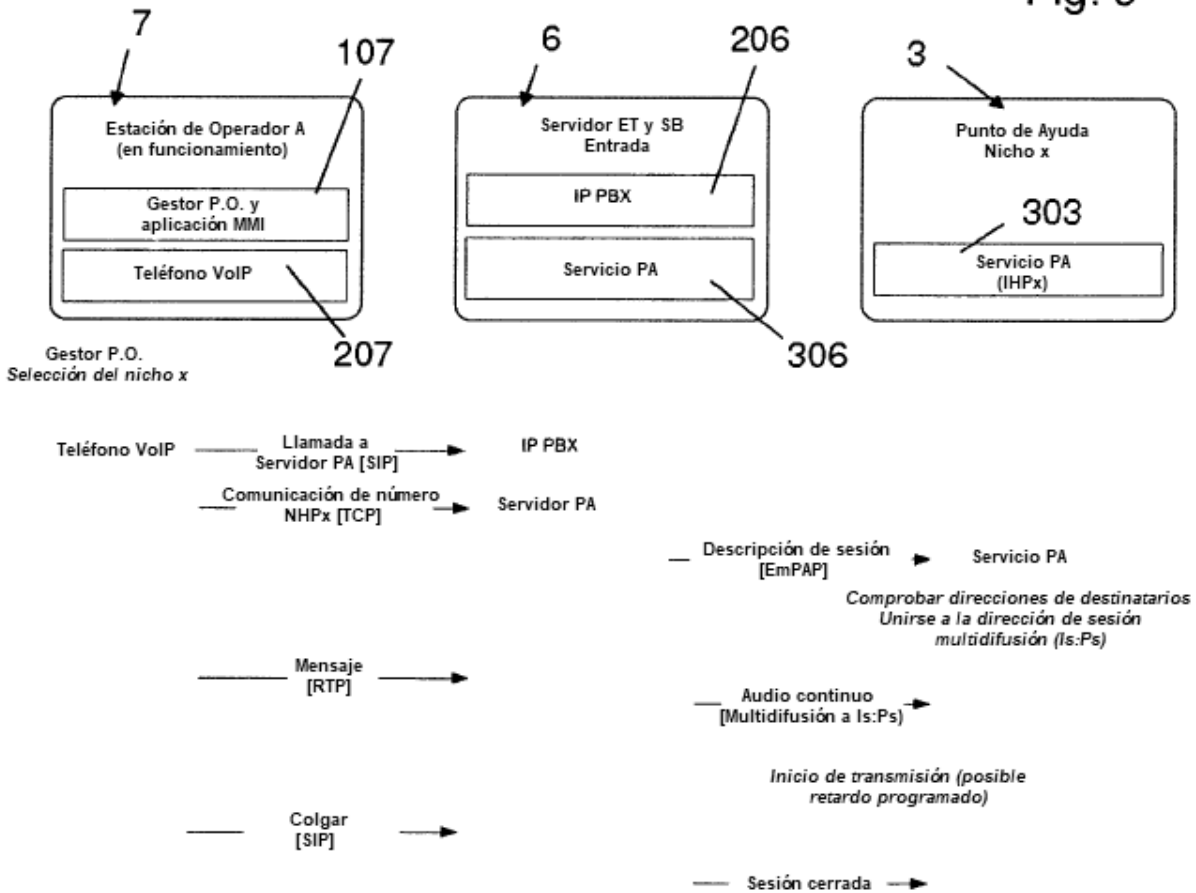 7
107
6
206
3
Estación de Operador A
(en funcionamiento)
Gestor P.O. y
aplicación MMI
Teléfono VoIP
Servidor ET y SB
Entrada
IP PBX
Servicio PA
Punto de Ayuda
Nicho x
303
Servicio PA
(IHPx)
207
306
Gestor P.O.
Selección del nicho x
Teléfono VoIP
Llamada a
Servidor PA [SIP]
IP PBX
Comunicación de número
NHPx [TCP]
Servidor PA
Descripción de sesión
[EmPAP]
Servicio PA
Comprobar direcciones de destinatarios
Unirse a la dirección de sesión
multidifusión (Is:Ps)
Mensaje
[RTP]
Audio continuo
[Multidifusión a Is:Ps)
Inicio de transmisión (posible
retardo programado)
Colgar
[SIP]
Sesión cerrada